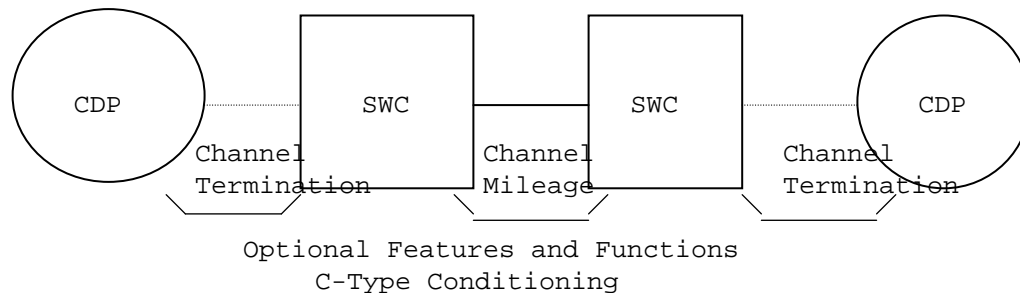 CDP SWC SWC CDP
Channel Channel Channel
Termination Mileage Termination
Optional Features and Functions
C-Type Conditioning